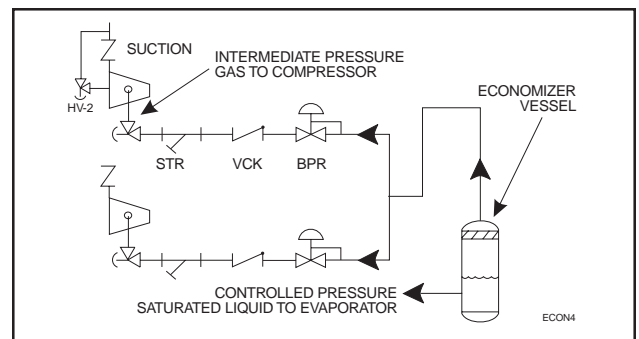 SUCTION
INTERMEDIATE PRESSURE
GAS TO COMPRESSOR
ECONOMIZER
VESSEL
HV-2
STR
VCK
BPR
CONTROLLED PRESSURE
SATURATED LIQUID TO EVAPORATOR
ECON4